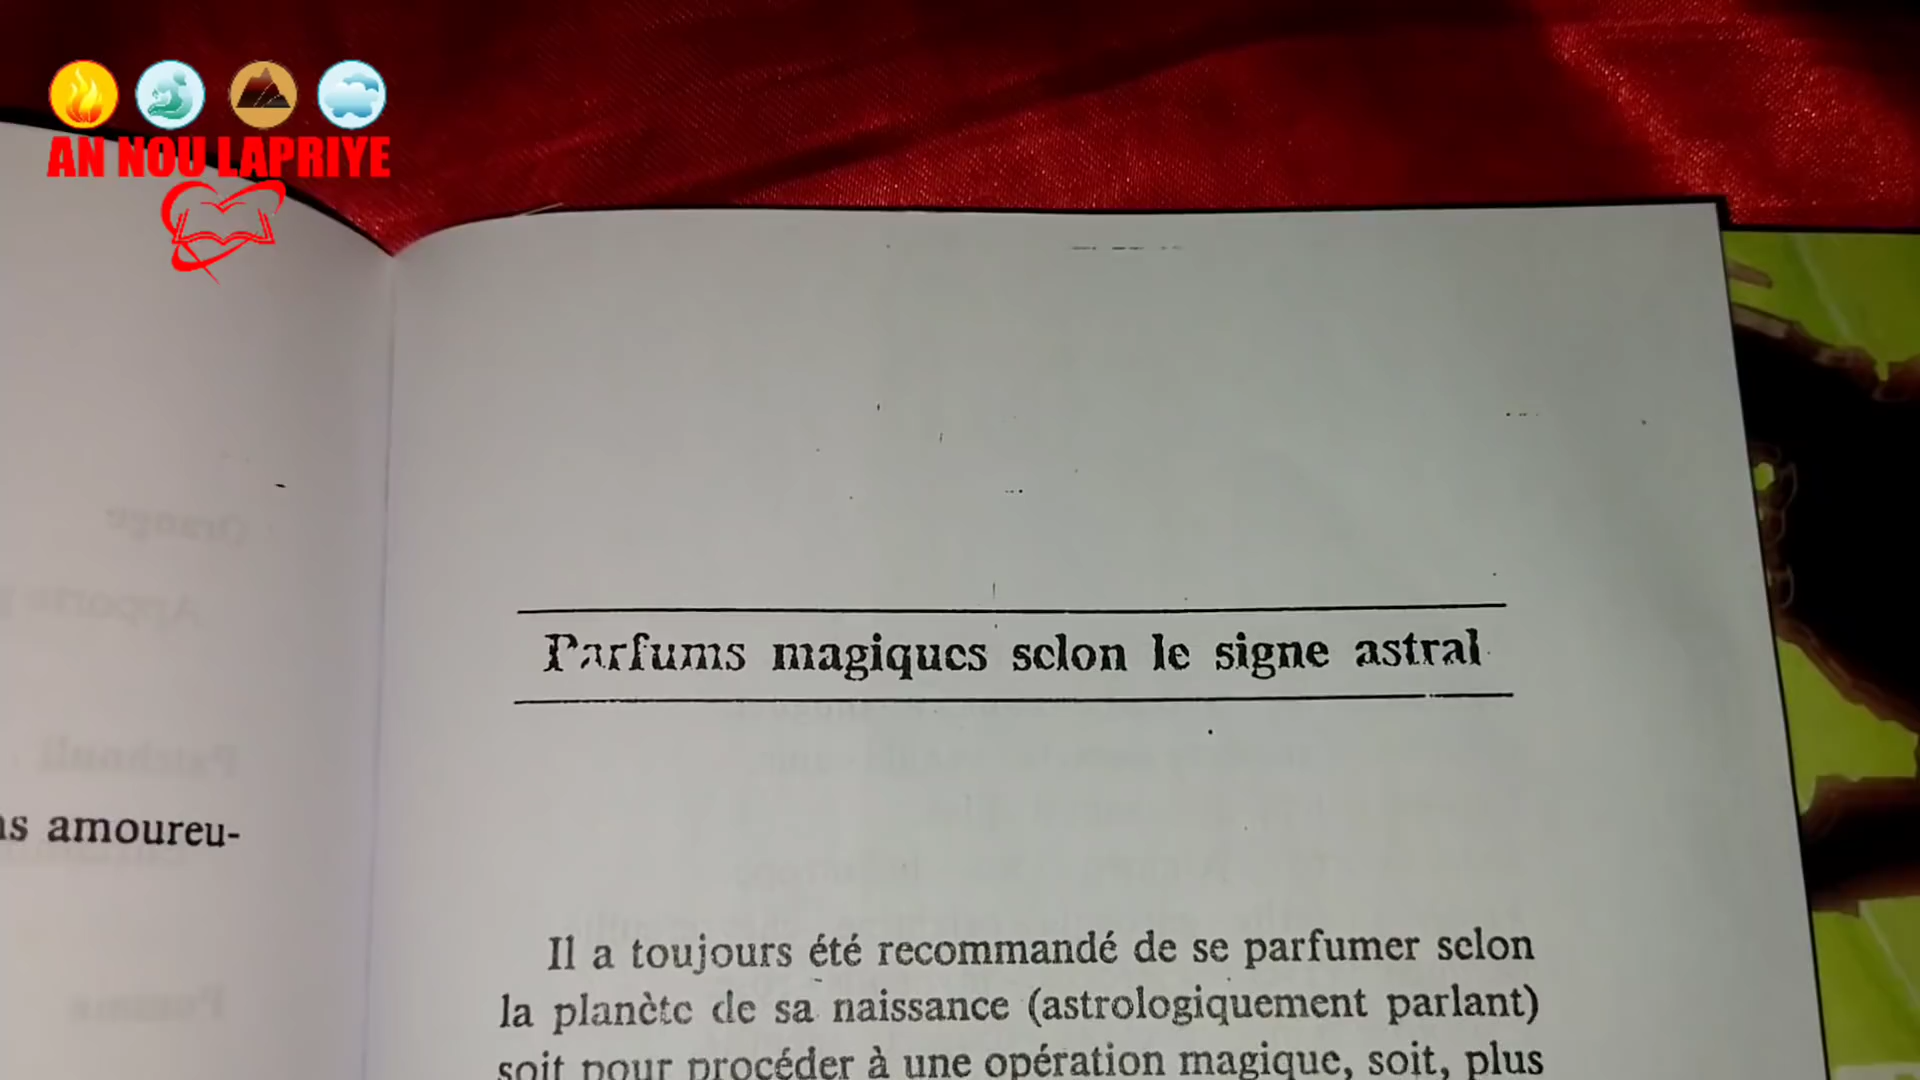 AN NOU LAPRIYE
s amoureu-
Parfums magiques selon le signe astral
Il a toujours été recommandé de se parfumer selon
la planète de sa naissance (astrologiquement parlant)
soit pour procéder à une opération magique, soit, plus